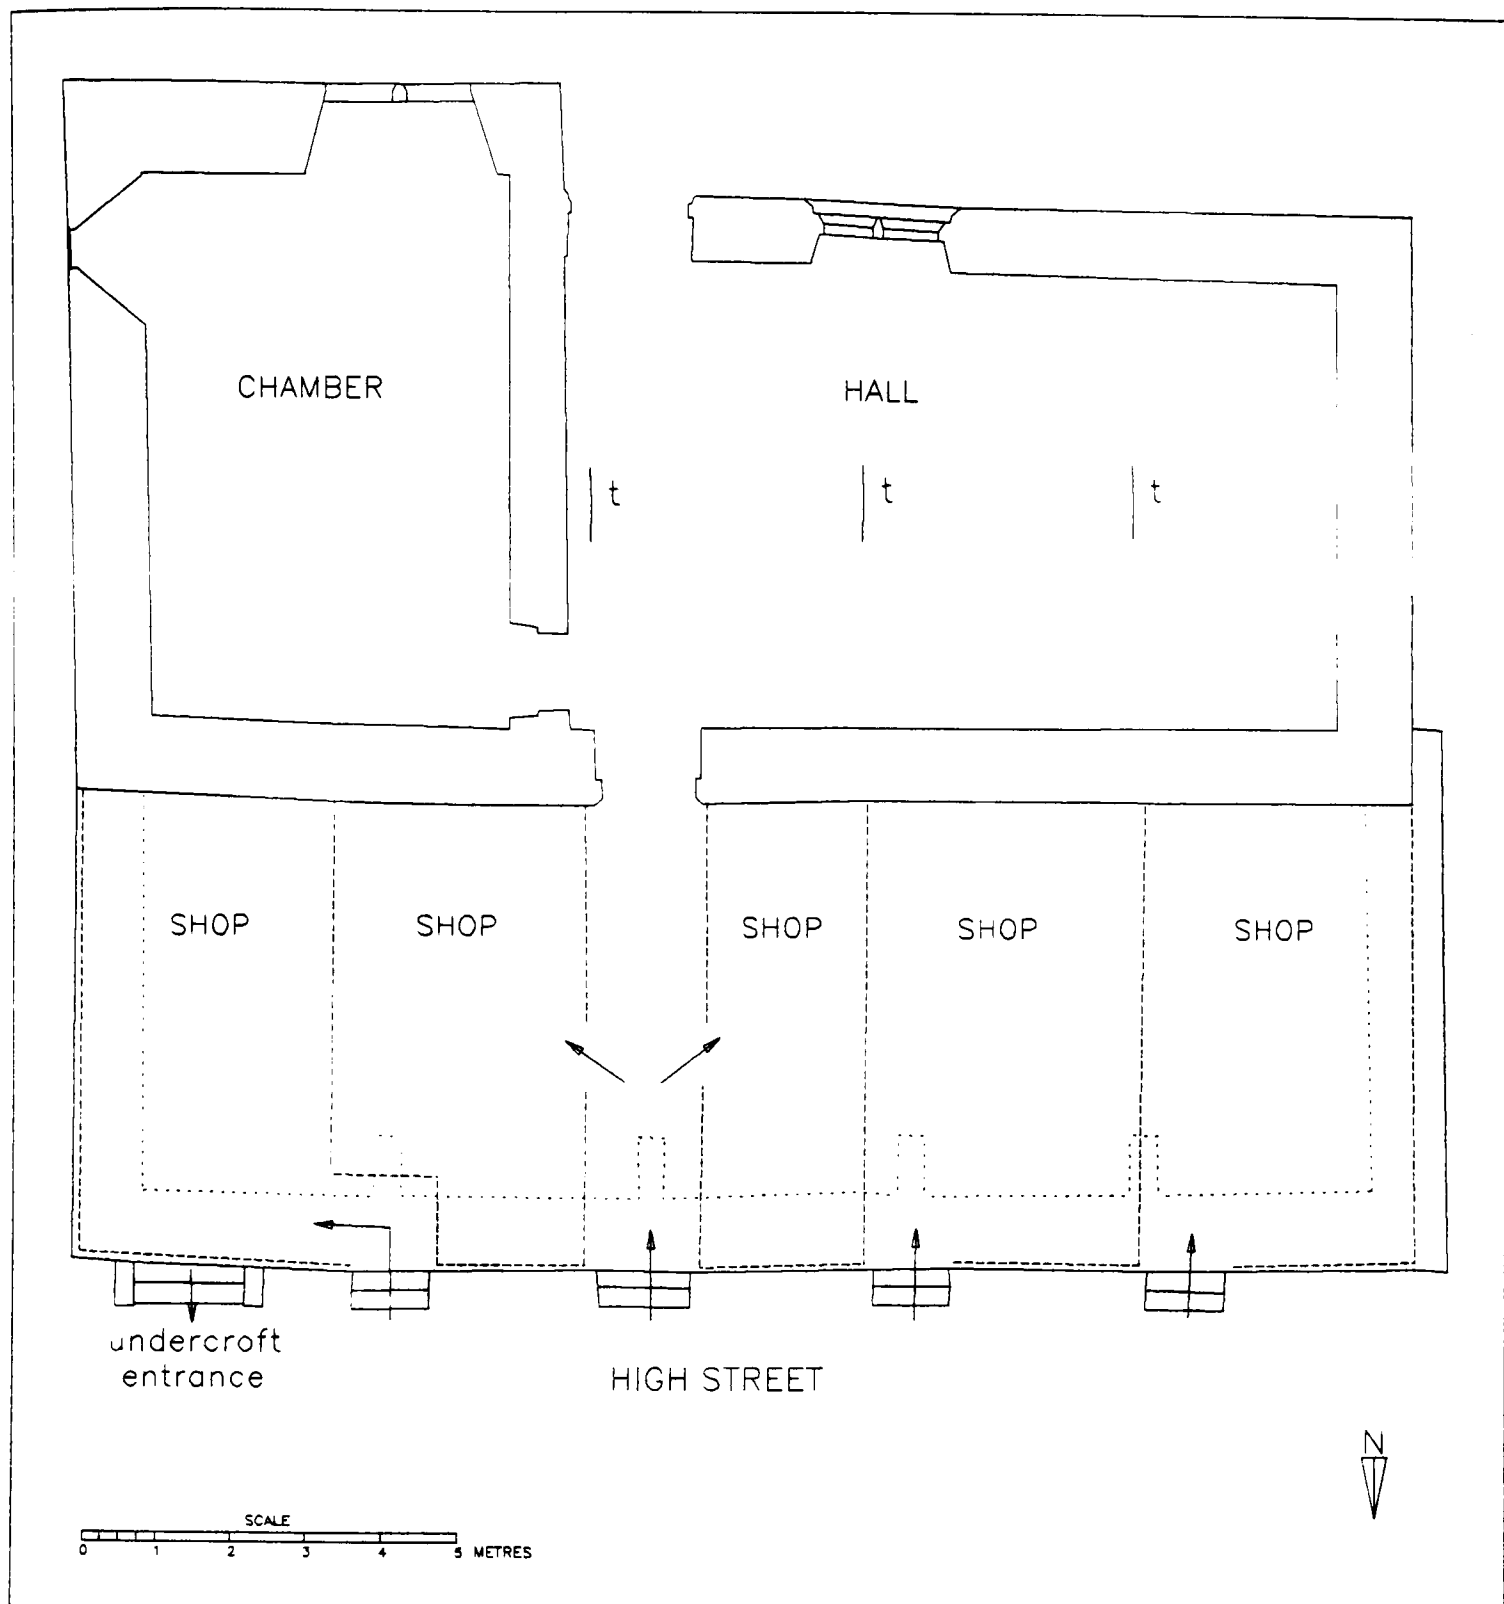 CHAMBER
HALL
t
t
t
SHOP
SHOP
SHOP
SHOP
SHOP
undercroft
entrance
HIGH STREET
N
SCALE
0 1 2 3 4 5 METRES